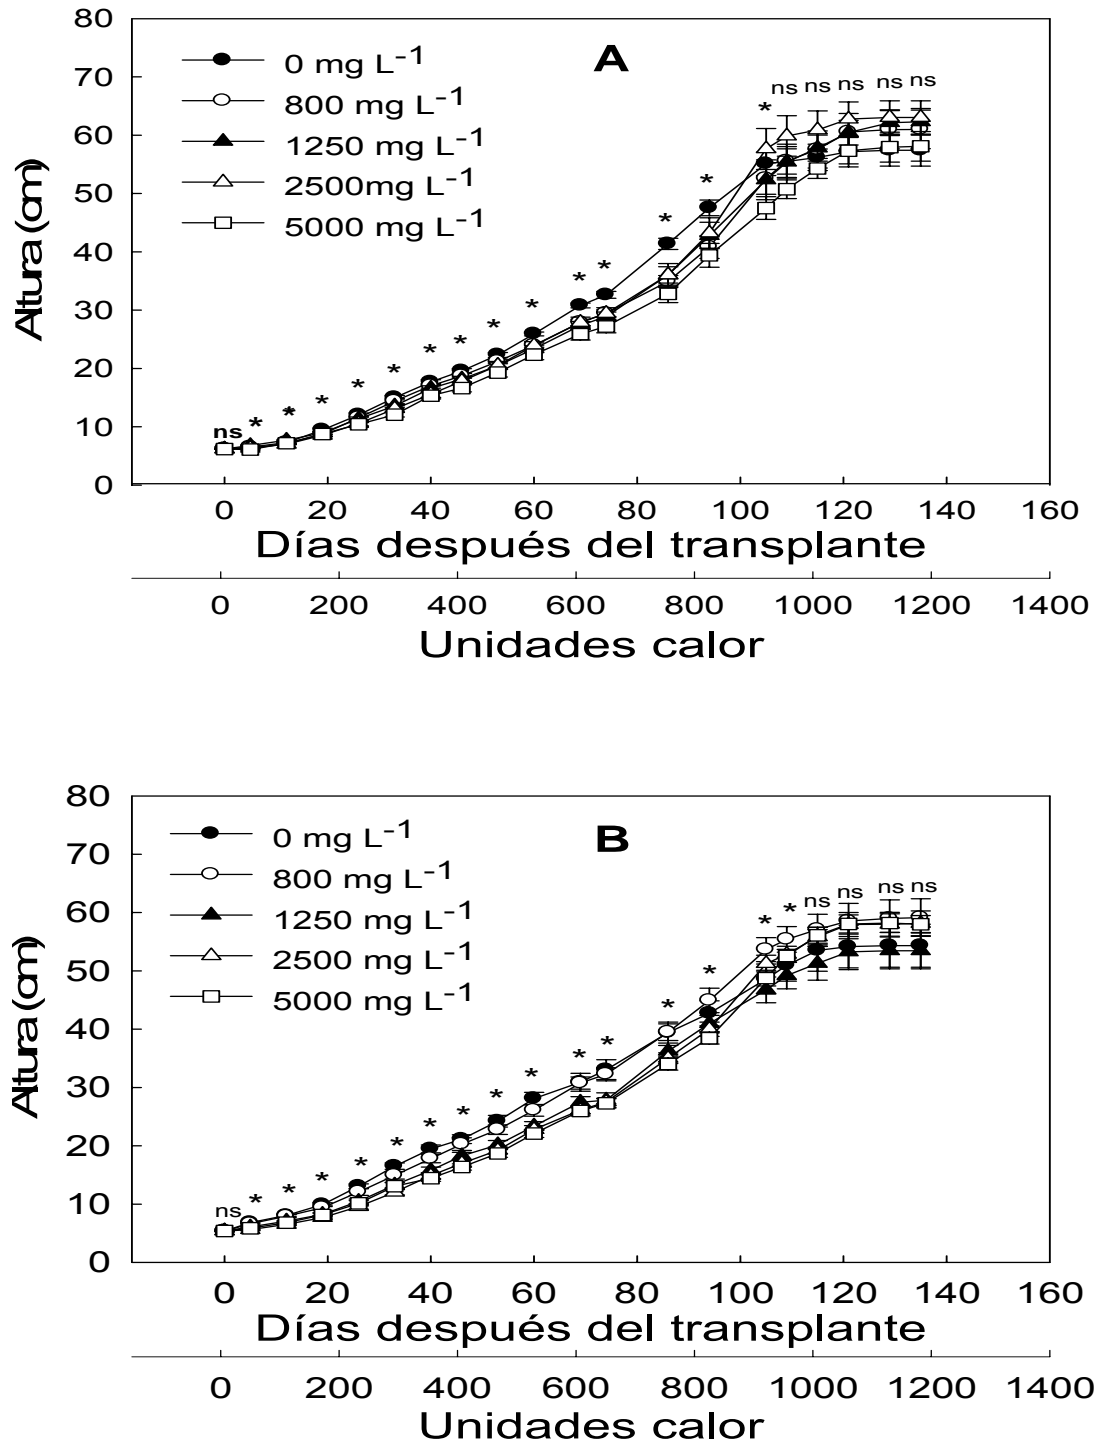 A
0 mg L-1
800 mg L-1
1250 mg L-1
2500mg L-1
5000 mg L-1
Altura (cm)
80
70
60
50
40
30
20
10
0
ns * * * * * * * * * * * * * * ns ns ns ns ns
0 20 40 60 80 100 120 140 160
Días después del transplante
0 200 400 600 800 1000 1200 1400
Unidades calor
B
0 mg L-1
800 mg L-1
1250 mg L-1
2500 mg L-1
5000 mg L-1
Altura (cm)
80
70
60
50
40
30
20
10
0
ns * * * * * * * * * * * * * * * ns ns ns ns
0 20 40 60 80 100 120 140 160
Días después del transplante
0 200 400 600 800 1000 1200 1400
Unidades calor